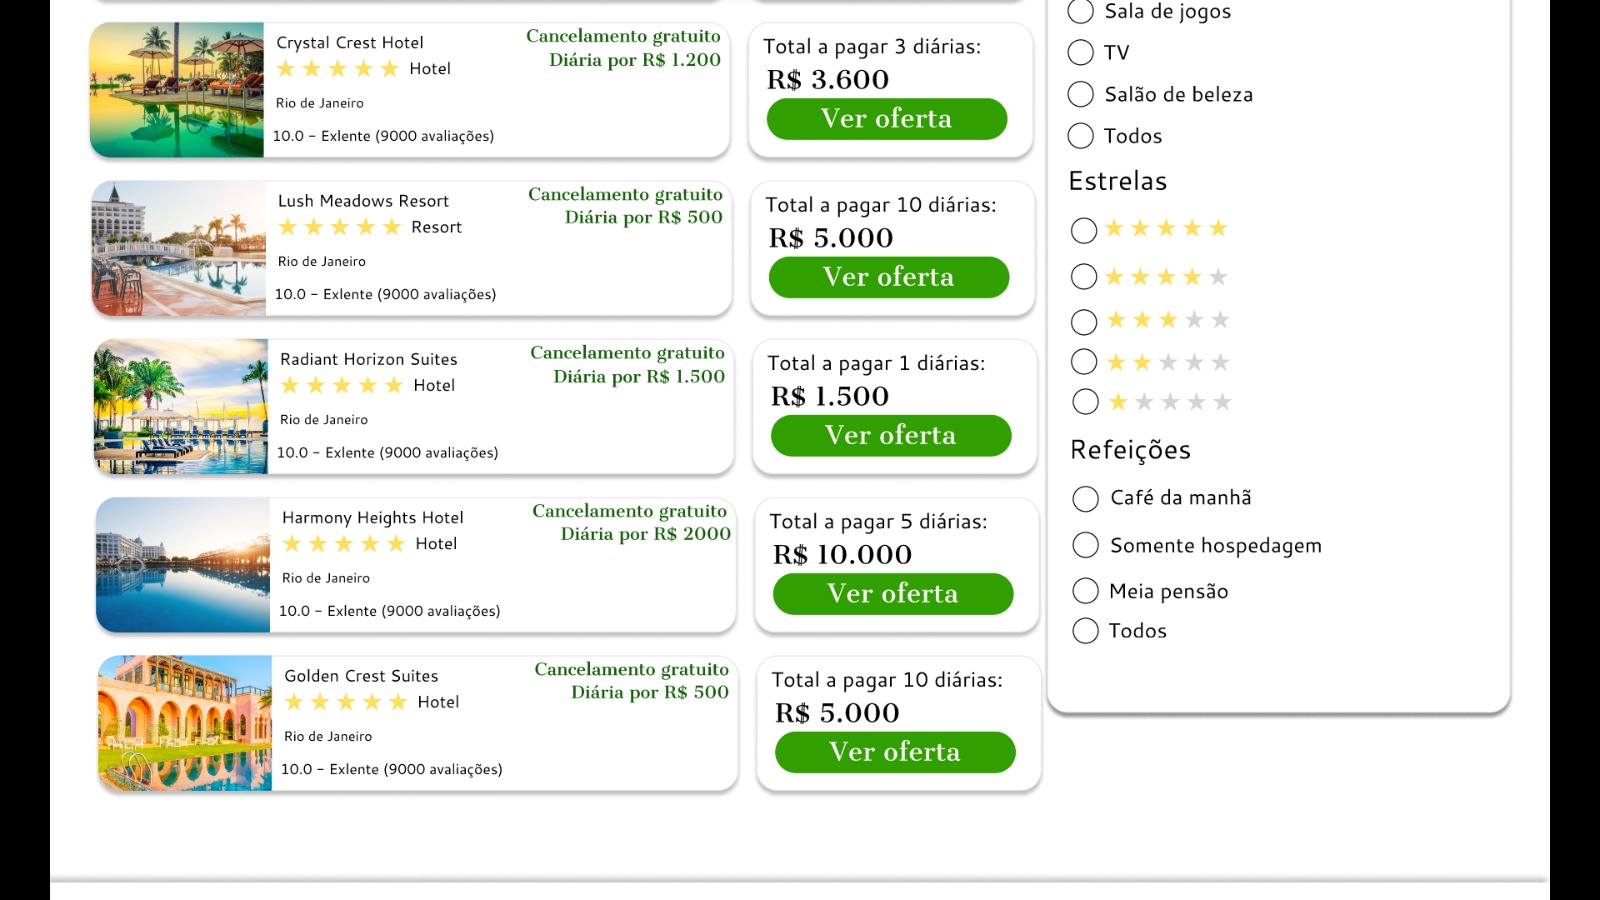 Crystal Crest Hotel
Hotel
Rio de Janeiro
10.0 - Exlente (9000 avaliações)
Cancelamento gratuito
Diária por R$ 1.200
Total a pagar 3 diárias:
R$ 3.600
Ver oferta
Lush Meadows Resort
Resort
Rio de Janeiro
10.0 - Exlente (9000 avaliações)
Cancelamento gratuito
Diária por R$ 500
Total a pagar 10 diárias:
R$ 5.000
Ver oferta
Radiant Horizon Suites
Hotel
Rio de Janeiro
10.0 - Exlente (9000 avaliações)
Cancelamento gratuito
Diária por R$ 1.500
Total a pagar 1 diárias:
R$ 1.500
Ver oferta
Harmony Heights Hotel
Hotel
Rio de Janeiro
10.0 - Exlente (9000 avaliações)
Cancelamento gratuito
Diária por R$ 2000
Total a pagar 5 diárias:
R$ 10.000
Ver oferta
Golden Crest Suites
Hotel
Rio de Janeiro
10.0 - Exlente (9000 avaliações)
Cancelamento gratuito
Diária por R$ 500
Total a pagar 10 diárias:
R$ 5.000
Ver oferta
Sala de jogos
TV
Salão de beleza
Todos
Estrelas
Refeições
Café da manhã
Somente hospedagem
Meia pensão
Todos